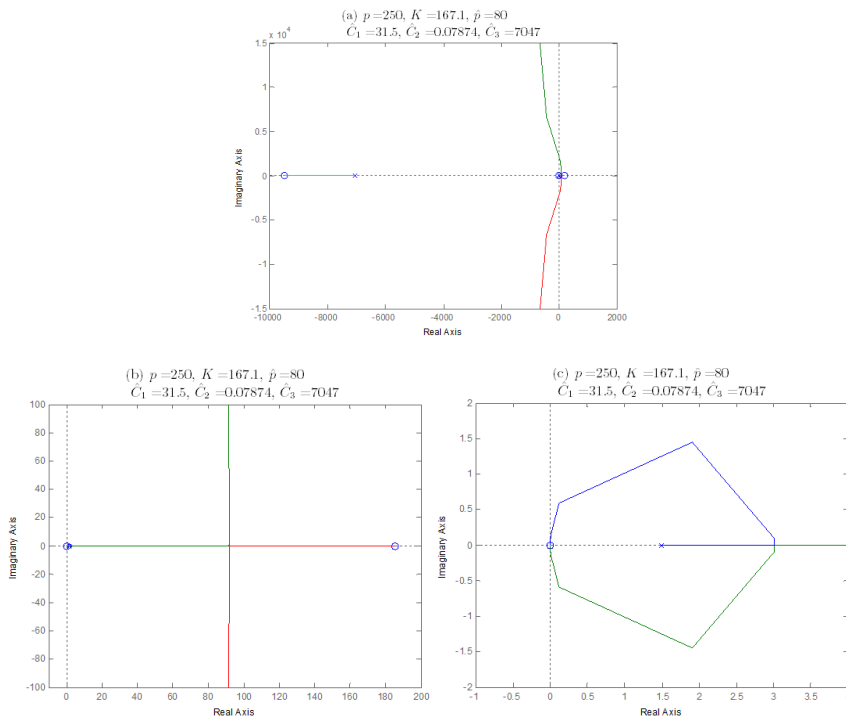 (a) p =250, K =167.1, p̂ =80
Ĉ₁ =31.5, Ĉ₂ =0.07874, Ĉ₃ =7047
x 10⁴
1.5
1
0.5
0
-0.5
-1
-1.5
Imaginary Axis
-10000 -8000 -6000 -4000 -2000 0 2000
Real Axis
(b) p =250, K =167.1, p̂ =80
Ĉ₁ =31.5, Ĉ₂ =0.07874, Ĉ₃ =7047
100
80
60
40
20
0
-20
-40
-60
-80
-100
Imaginary Axis
0 20 40 60 80 100 120 140 160 180 200
Real Axis
(c) p =250, K =167.1, p̂ =80
Ĉ₁ =31.5, Ĉ₂ =0.07874, Ĉ₃ =7047
2
1.5
1
0.5
0
-0.5
-1
-1.5
-2
Imaginary Axis
-1 -0.5 0 0.5 1 1.5 2 2.5 3 3.5
Real Axis